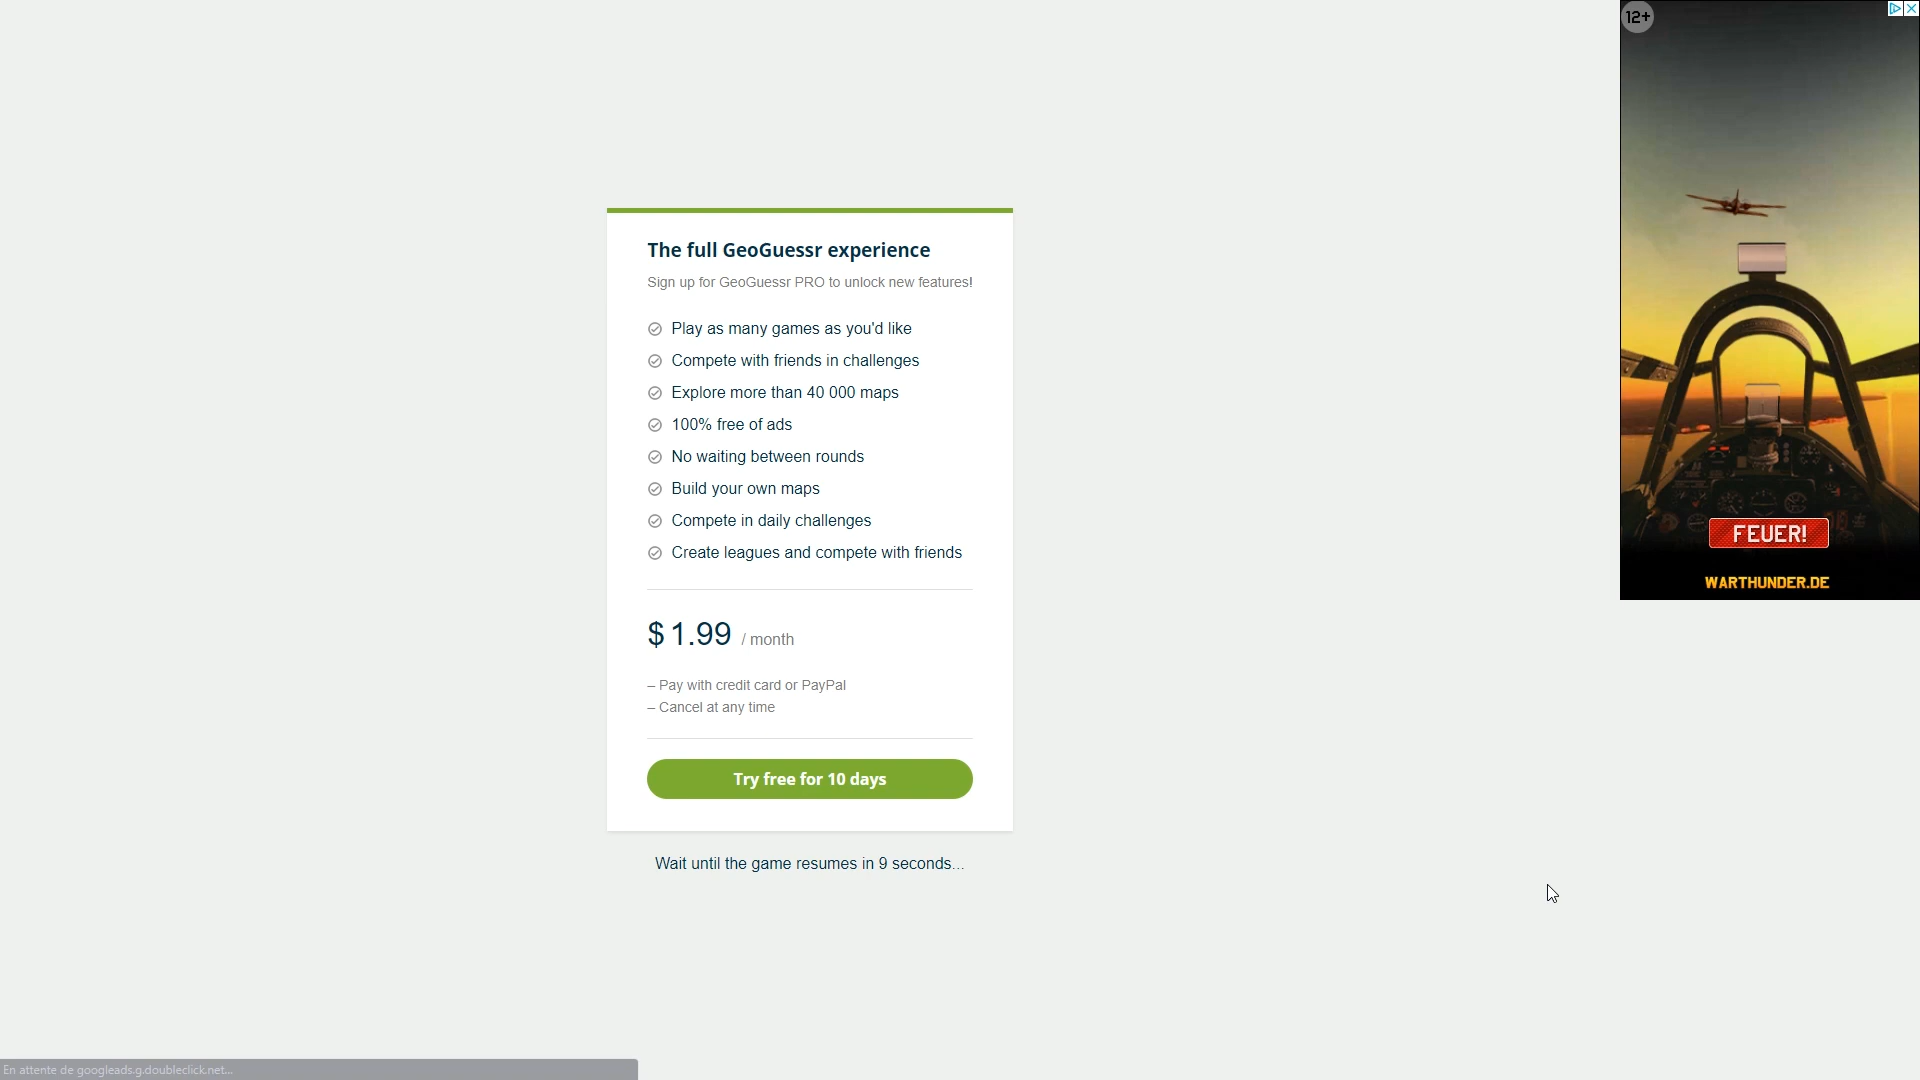 12+
The full GeoGuessr experience
Sign up for GeoGuessr PRO to unlock new features!
Play as many games as you'd like
Compete with friends in challenges
Explore more than 40 000 maps
100% free of ads
No waiting between rounds
Build your own maps
Compete in daily challenges
Create leagues and compete with friends
$ 1.99 / month
– Pay with credit card or PayPal
– Cancel at any time
Try free for 10 days
Wait until the game resumes in 9 seconds...
FEUER!
WARTHUNDER.DE
En attente de googleads.g.doubleclick.net...